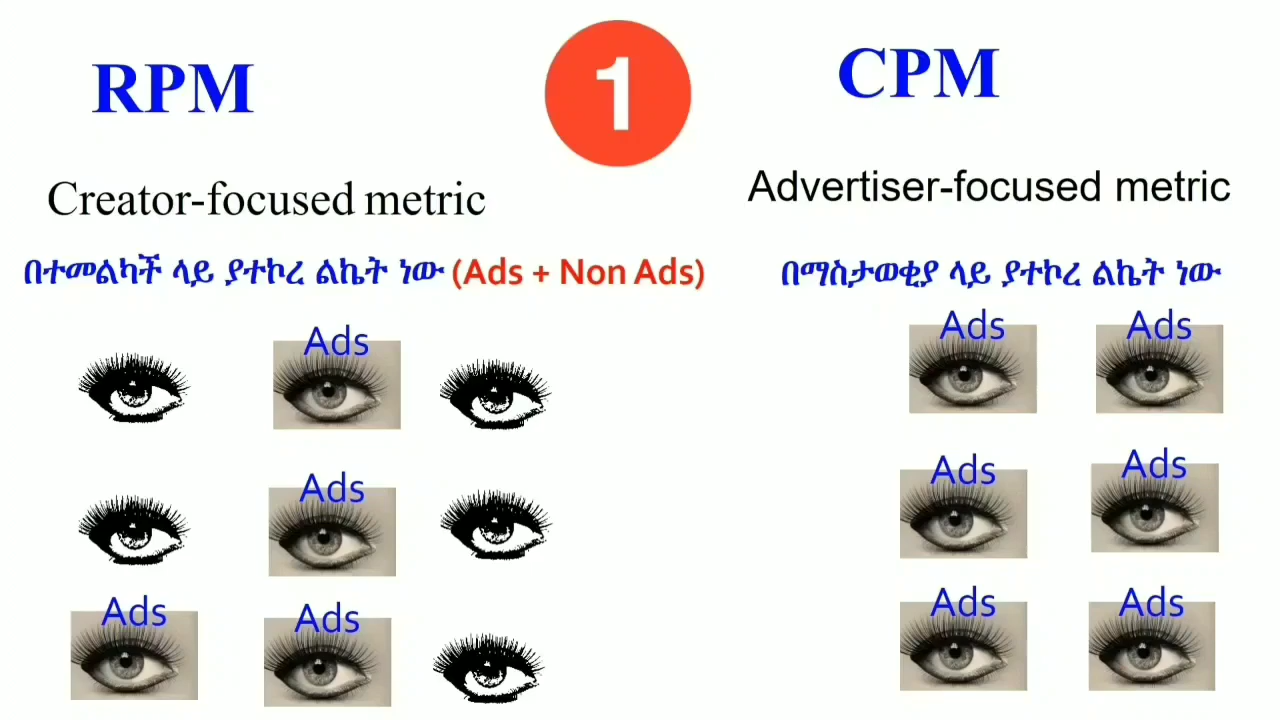 RPM
1
CPM
Creator-focused metric
Advertiser-focused metric
በተመልካች ላይ ያተኮረ ልኬት ነው (Ads + Non Ads)
በማስታወቂያ ላይ ያተኮረ ልኬት ነው
Ads
Ads
Ads
Ads
Ads
Ads
Ads
Ads
Ads
Ads